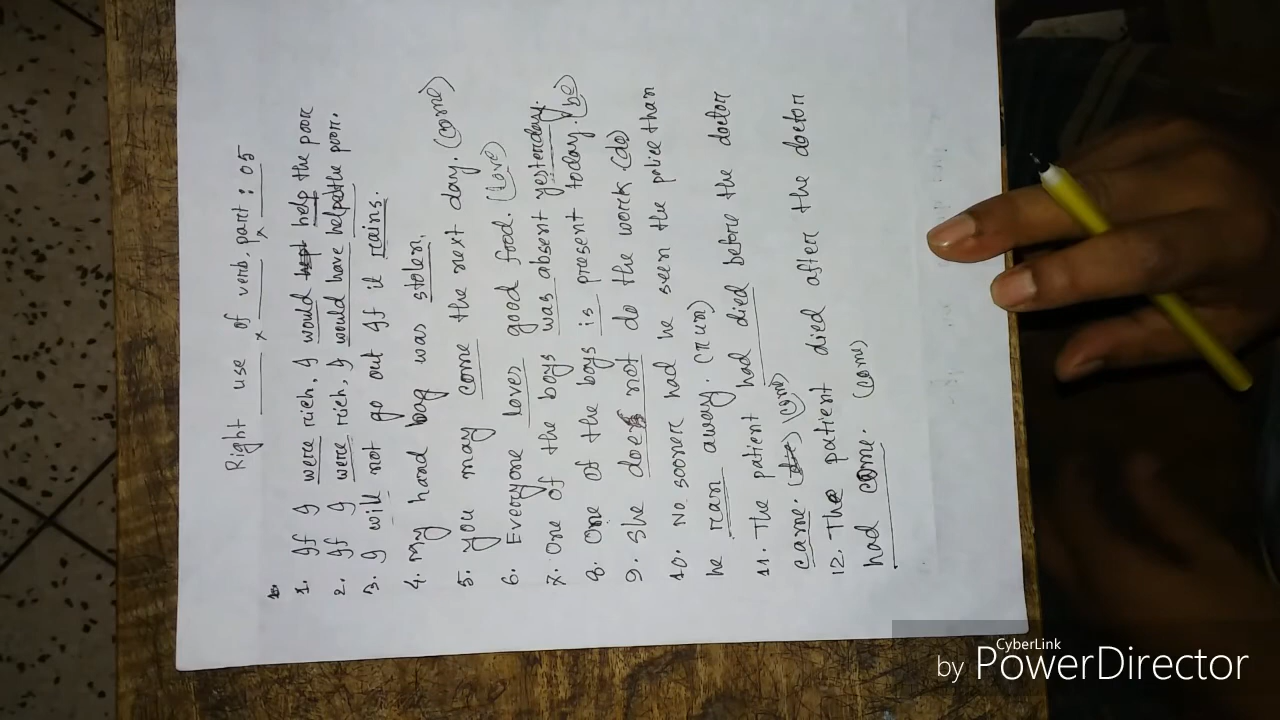 Right use of verb, part : 05
1. If I were rich, I would help the poor
2. If I were rich, I would have helped the poor.
3. I will not go out If it rains.
4. My hand bag was stolen.
5. you may come the next day. (come)
6. Everyone loves good food. (love)
7. One of the boys was absent yesterday.
8. One of the boys is present today. (be)
9. She does not do the work (do)
10. No sooner had he seen the police than
he ran away. (run)
11. The patient had died before the doctor
came. (die) (come)
12. The patient died after the doctor
had come. (come)
by CyberLink PowerDirector